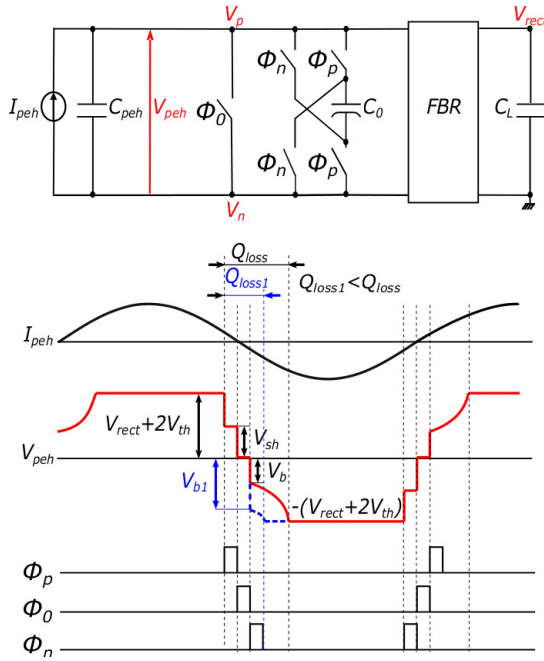 V_p
V_rect
Φ_n
Φ_p
I_peh
C_peh
V_peh
Φ_0
C_0
FBR
C_L
Φ_n
Φ_p
V_n
Q_loss
Q_loss1
Q_loss1<Q_loss
I_peh
V_rect+2V_th
V_sh
V_peh
V_b
V_b1
-(V_rect+2V_th)
Φ_p
Φ_0
Φ_n